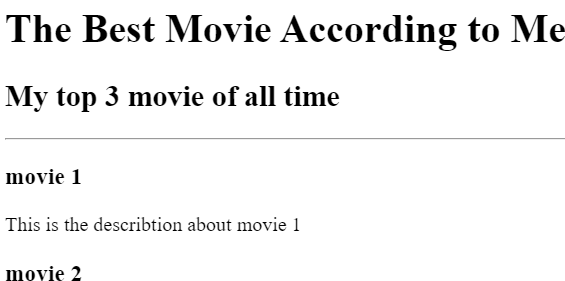 The Best Movie According to Me
My top 3 movie of all time
movie 1
This is the describtion about movie 1
movie 2